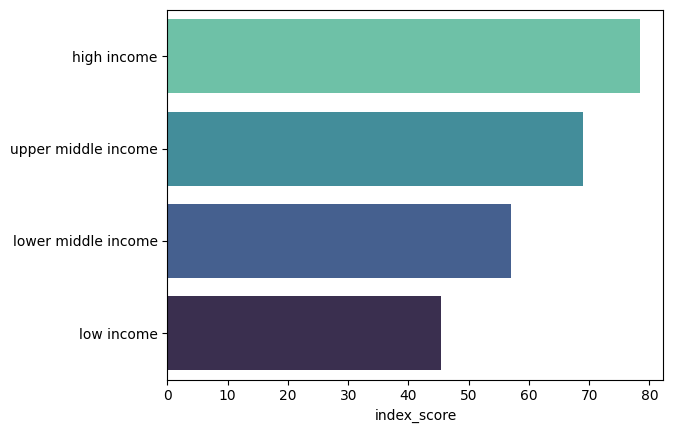 high income
upper middle income
lower middle income
low income
0 10 20 30 40 50 60 70 80
index_score